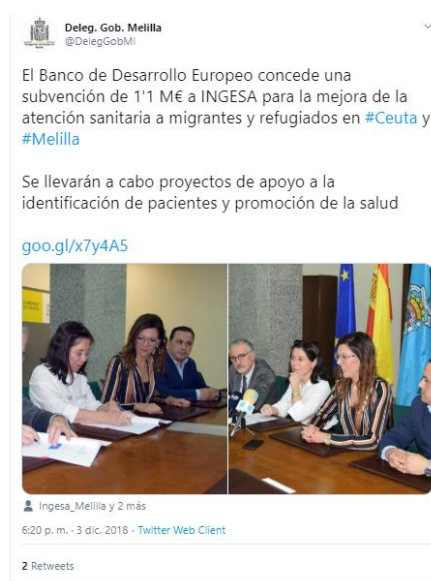 Deleg. Gob. Melilla
@DelegGobMl
El Banco de Desarrollo Europeo concede una
subvención de 1'1 M€ a INGESA para la mejora de la
atención sanitaria a migrantes y refugiados en #Ceuta y
#Melilla
Se llevarán a cabo proyectos de apoyo a la
identificación de pacientes y promoción de la salud
goo.gl/x7y4A5
Ingesa_Melilla y 2 más
6:20 p. m. · 3 dic. 2018 · Twitter Web Client
2 Retweets